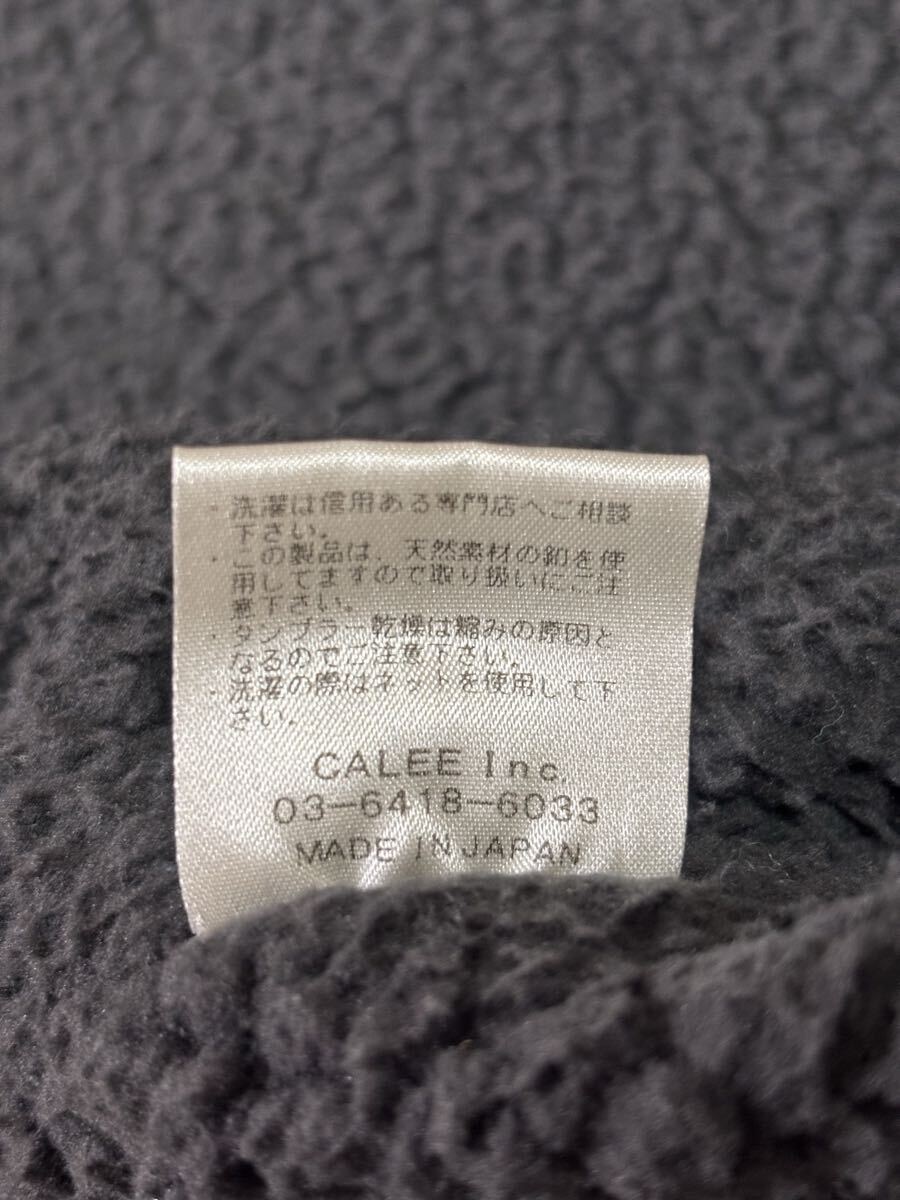 ・洗濯は信用ある専門店へご相談
下さい。
・この製品は、天然素材の釦を使
用してますので取り扱いにご注
意下さい。
・タンブラー乾燥は縮みの原因と
なるのでご注意下さい。
・洗濯の際はネットを使用して下
さい。
CALEE Inc.
03-6418-6033
MADE IN JAPAN